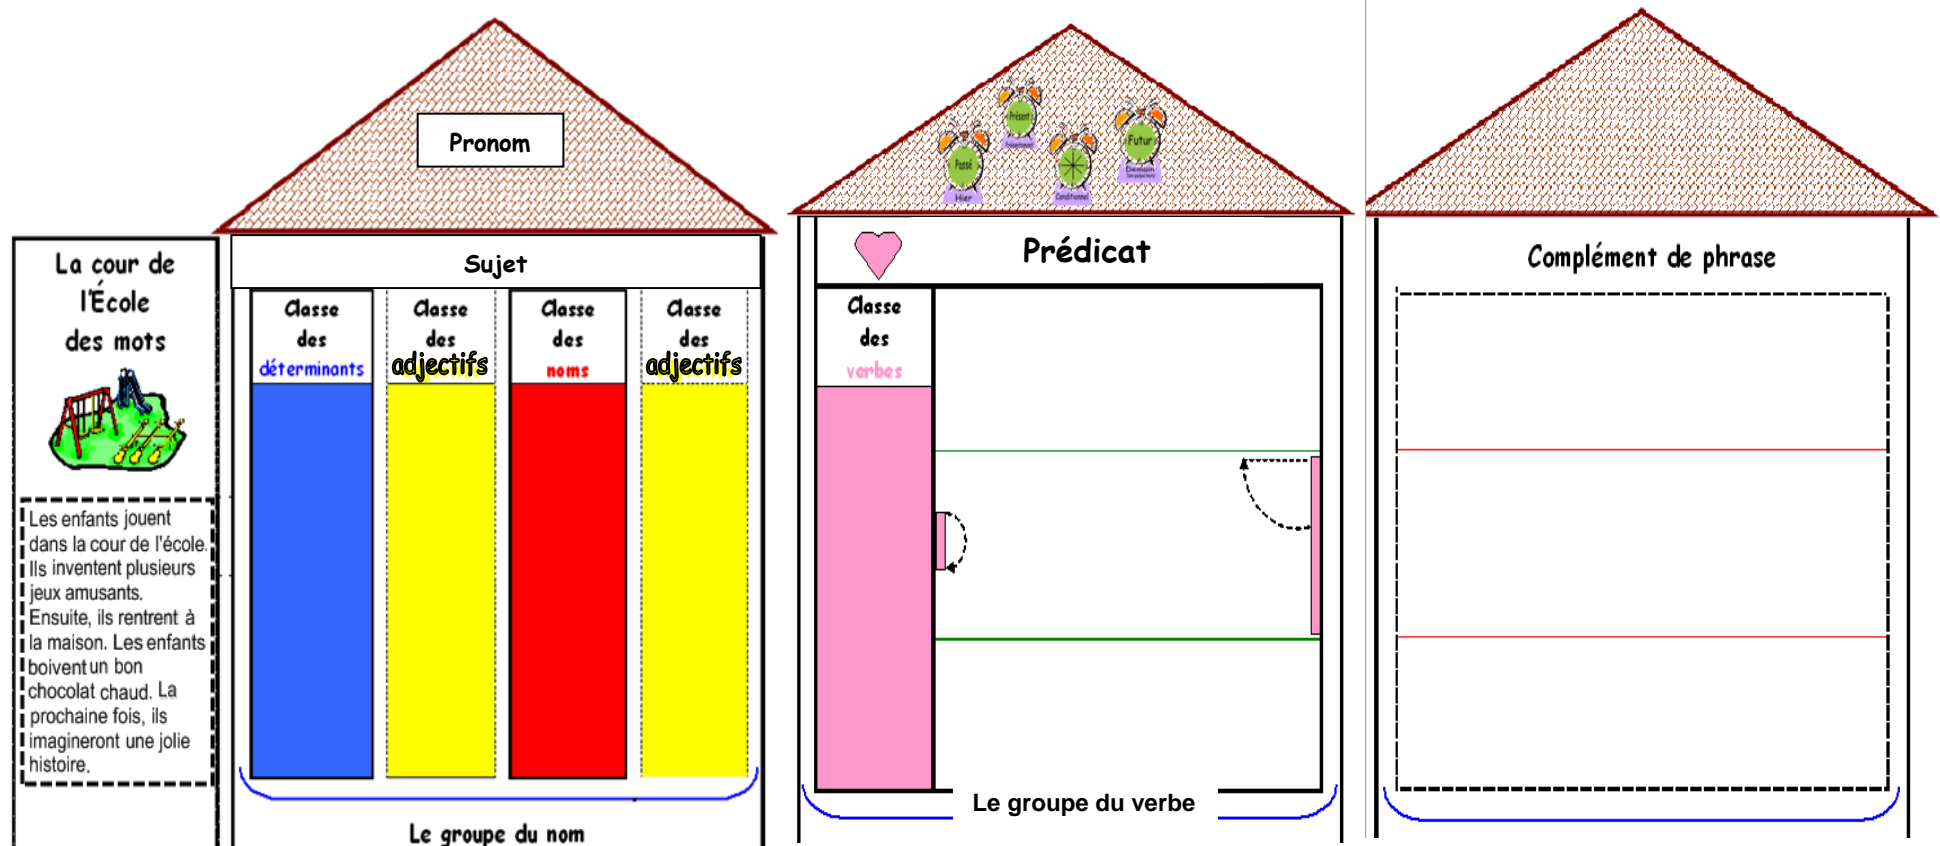 La cour de
l'École
des mots
Les enfants jouent
dans la cour de l'école.
Ils inventent plusieurs
jeux amusants.
Ensuite, ils rentrent à
la maison. Les enfants
boivent un bon
chocolat chaud. La
prochaine fois, ils
imagineront une jolie
histoire.
Pronom
Sujet
Classe
des
déterminants
Classe
des
adjectifs
Classe
des
noms
Classe
des
adjectifs
Le groupe du nom
Présent
Passé
Hier
Conditionnel
Futur
Demain
Prédicat
Classe
des
verbes
Le groupe du verbe
Complément de phrase